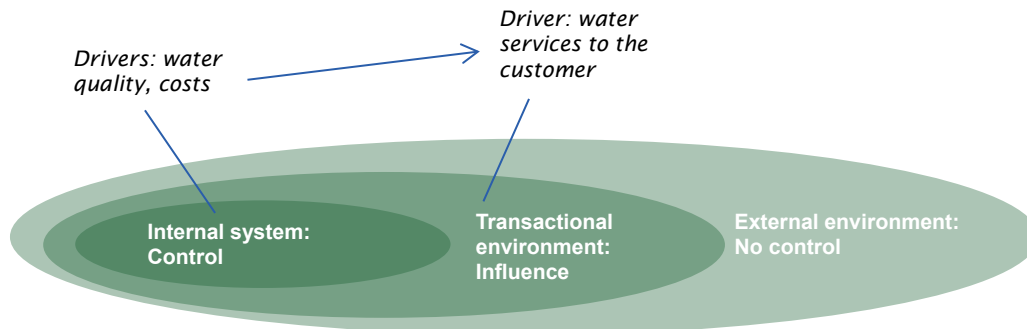 Drivers: water
quality, costs
Driver: water
services to the
customer
Internal system:
Control
Transactional
environment:
Influence
External environment:
No control